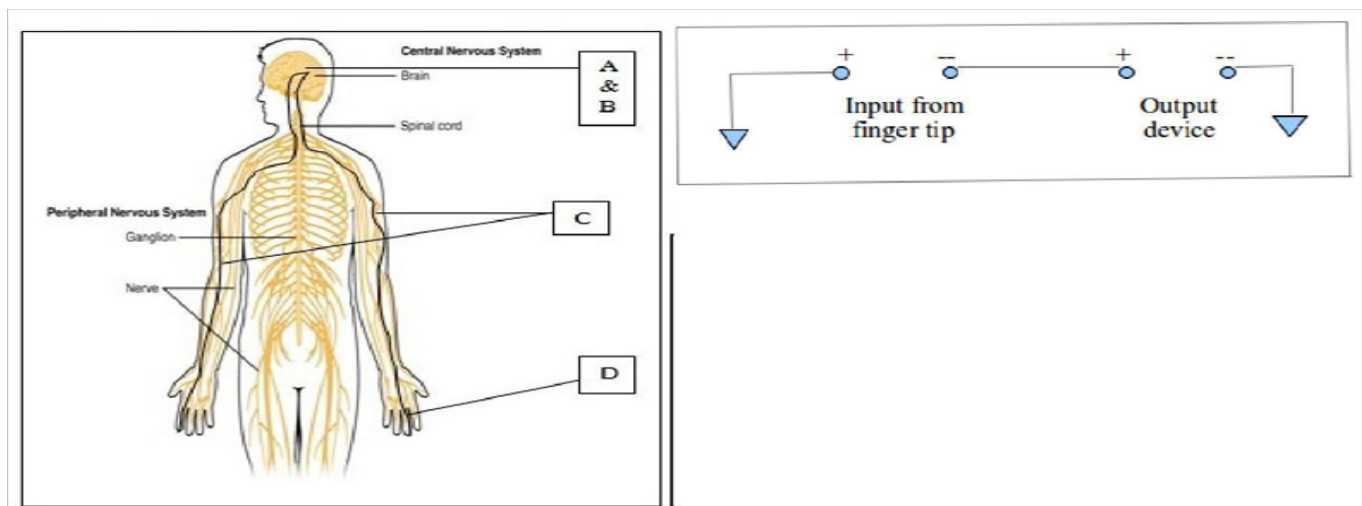 Central Nervous System
Brain
Spinal cord
A
&
B
Peripheral Nervous System
Ganglion
Nerve
C
D
+ -- + --
Input from
finger tip
Output
device